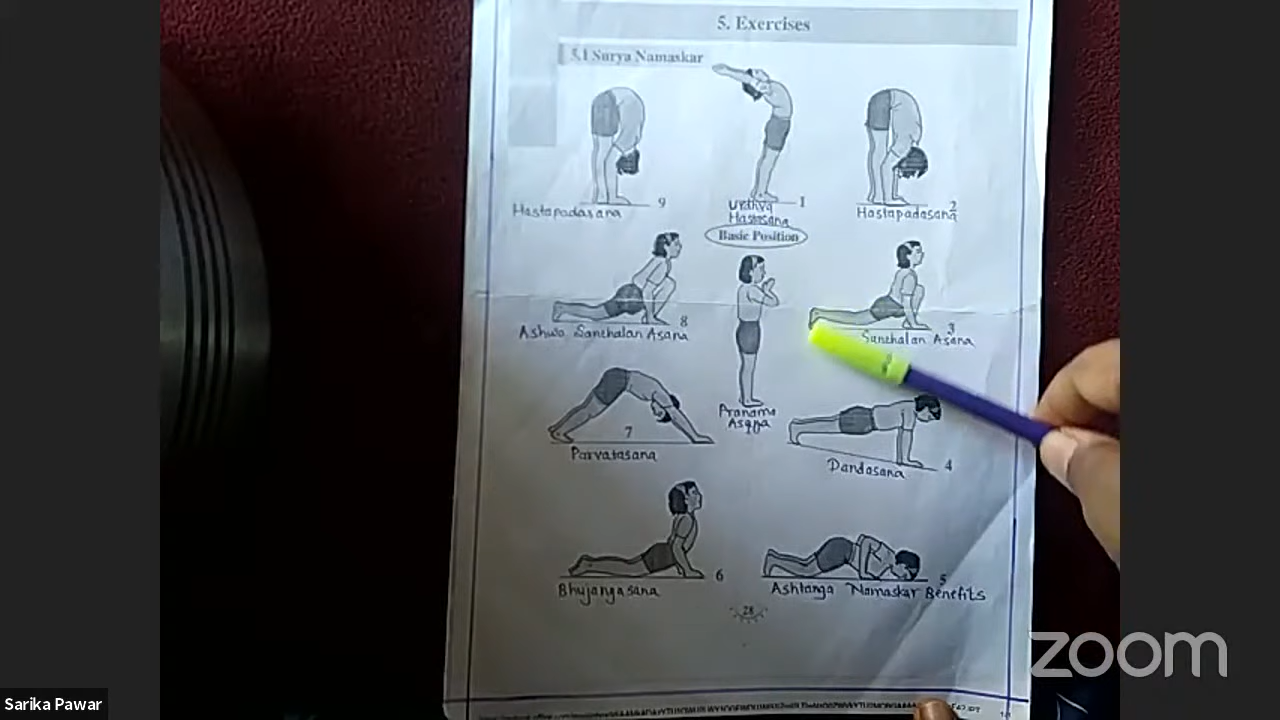 5. Exercises
5.1 Surya Namaskar
9
Hastapadasana
1
Urdhva
Hastasana
2
Hastapadasana
Basic Position
8
Ashwa Sanchalan Asana
3
Sanchalan Asana
Pranama
Asana
7
Parvatasana
4
Dandasana
6
Bhujangasana
5
Ashtanga Namaskar Benefits
28
zoom
Sarika Pawar